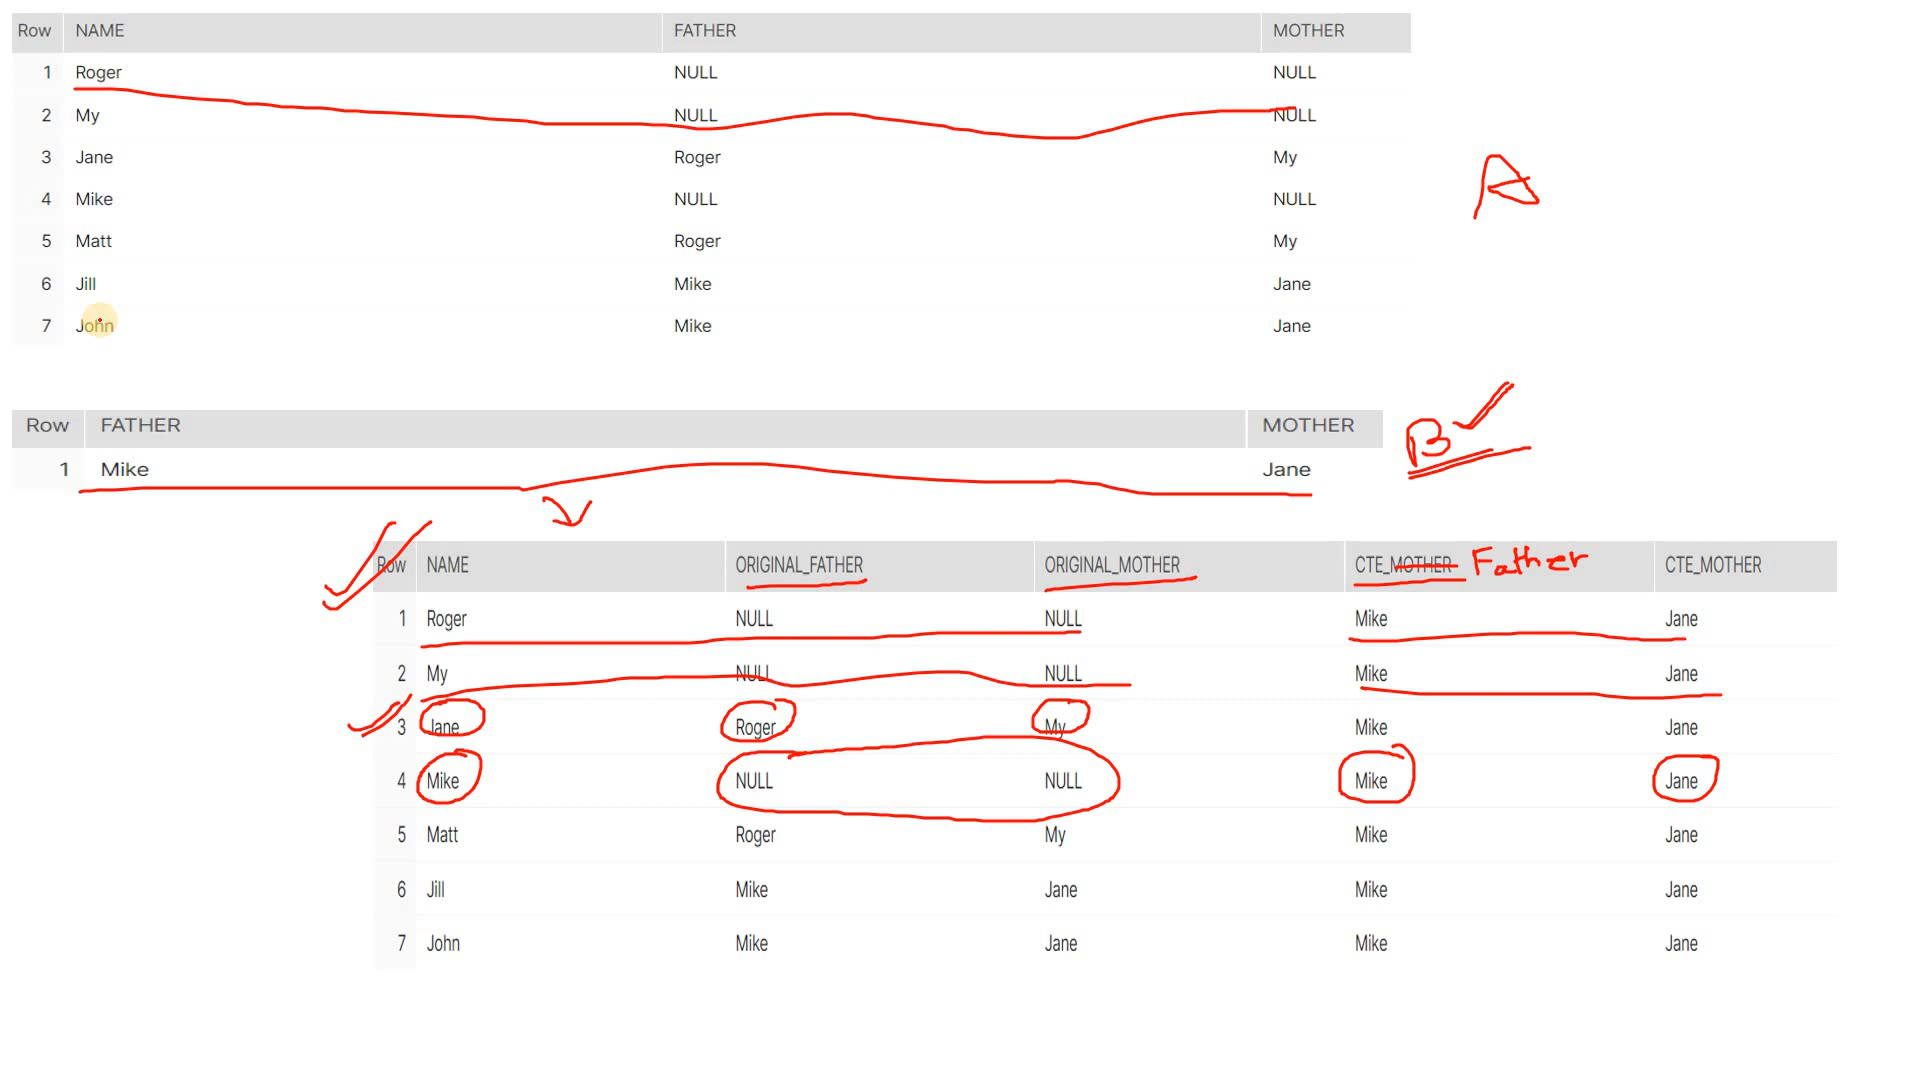 Row NAME FATHER MOTHER
1 Roger NULL NULL
2 My NULL NULL
3 Jane Roger My
4 Mike NULL NULL
5 Matt Roger My
6 Jill Mike Jane
7 John Mike Jane
A
Row FATHER MOTHER
1 Mike Jane
B
Row NAME ORIGINAL_FATHER ORIGINAL_MOTHER CTE_MOTHER Father CTE_MOTHER
1 Roger NULL NULL Mike Jane
2 My NULL NULL Mike Jane
3 Jane Roger My Mike Jane
4 Mike NULL NULL Mike Jane
5 Matt Roger My Mike Jane
6 Jill Mike Jane Mike Jane
7 John Mike Jane Mike Jane